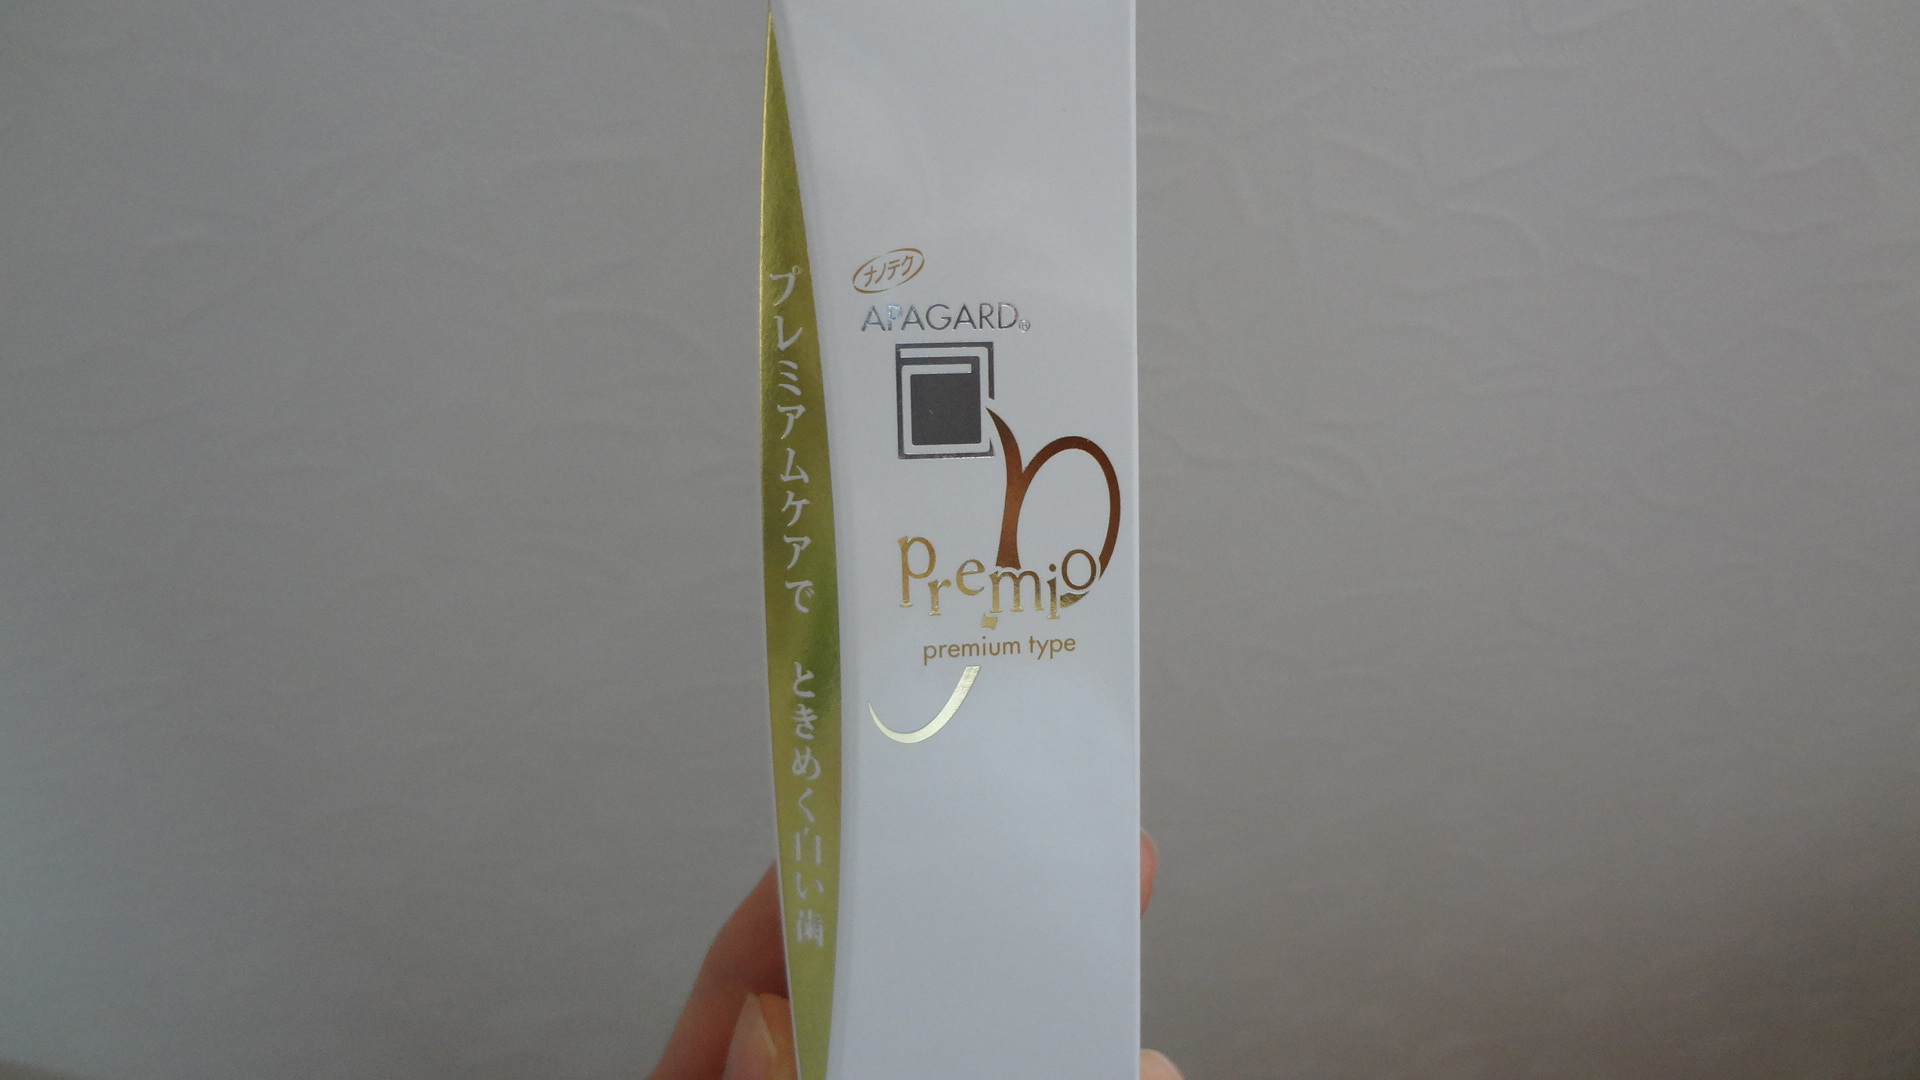 プレミアムケアで ときめく白い歯
ナノテク
APAGARD®
premio
premium type